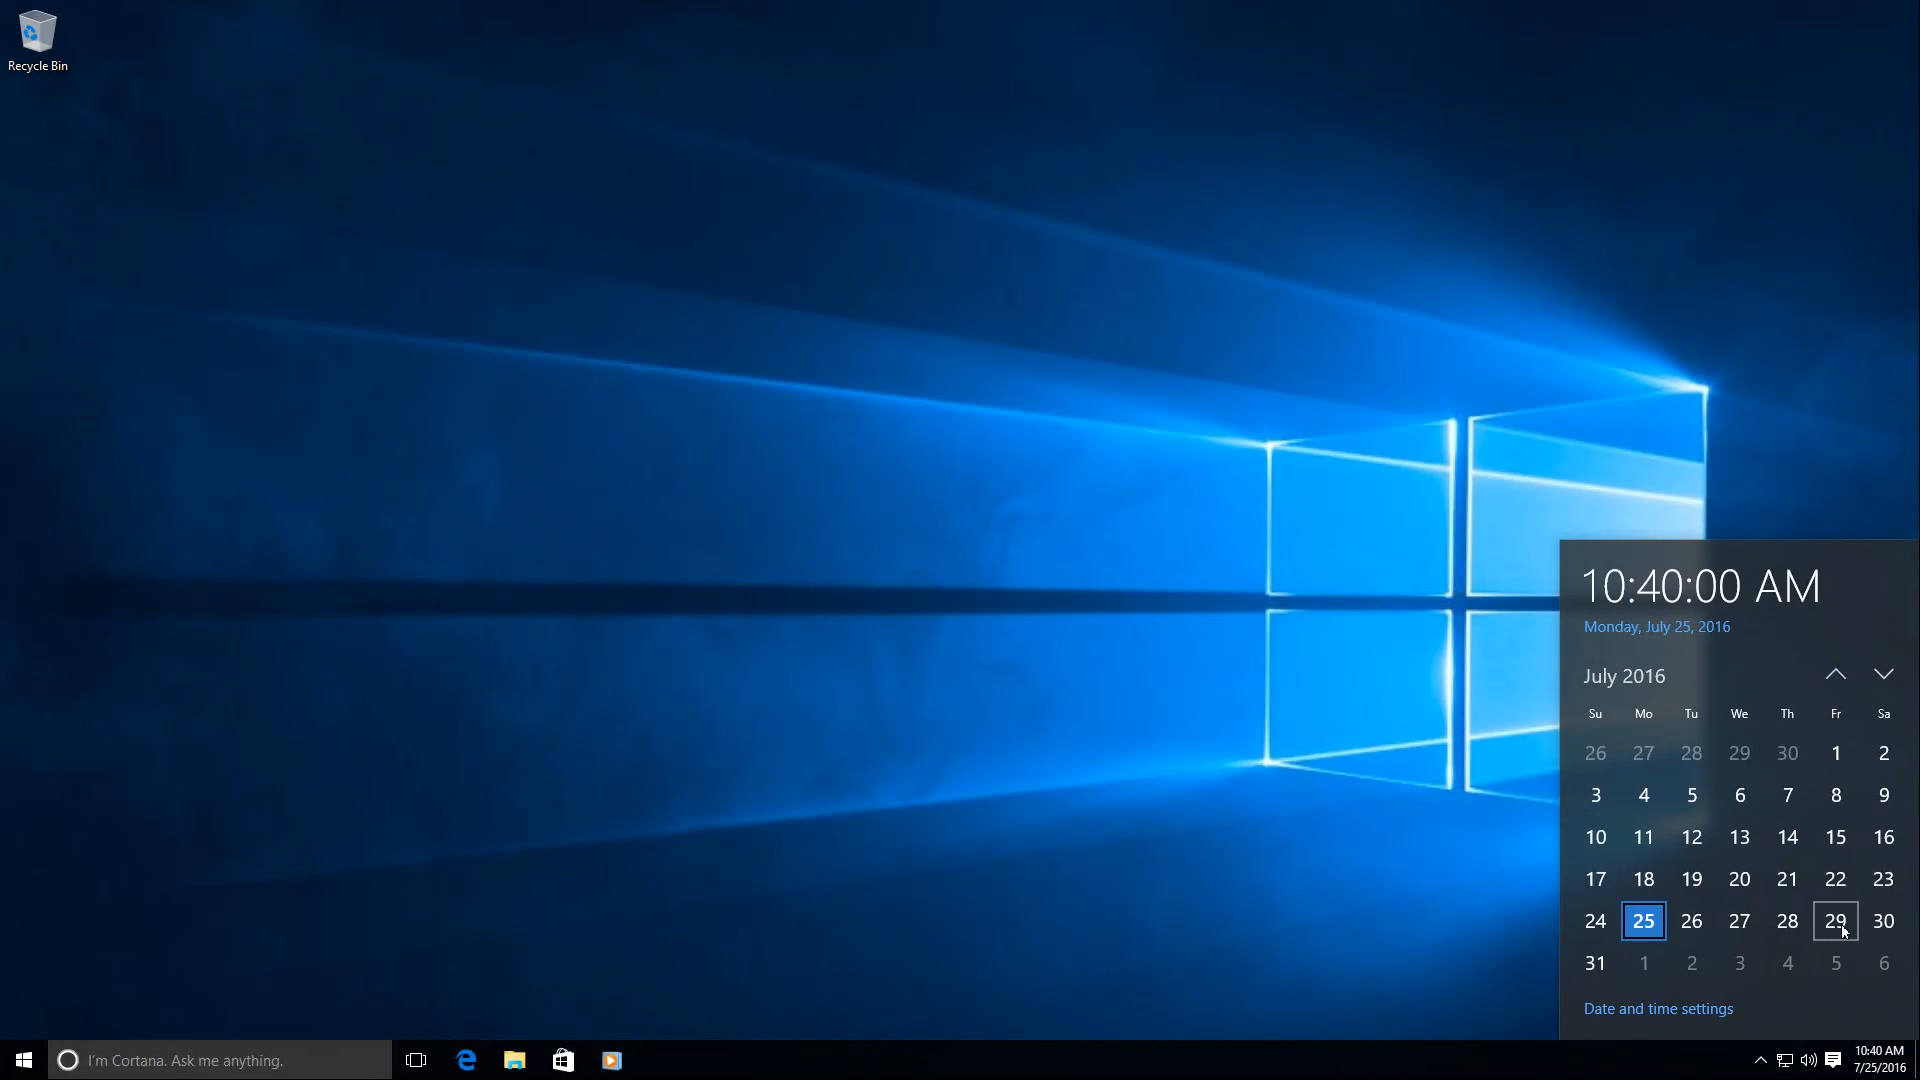 Recycle Bin
10:40:00 AM
Monday, July 25, 2016
July 2016
Su Mo Tu We Th Fr Sa
26 27 28 29 30 1 2
3 4 5 6 7 8 9
10 11 12 13 14 15 16
17 18 19 20 21 22 23
24 25 26 27 28 29 30
31 1 2 3 4 5 6
Date and time settings
I'm Cortana. Ask me anything.
10:40 AM
7/25/2016